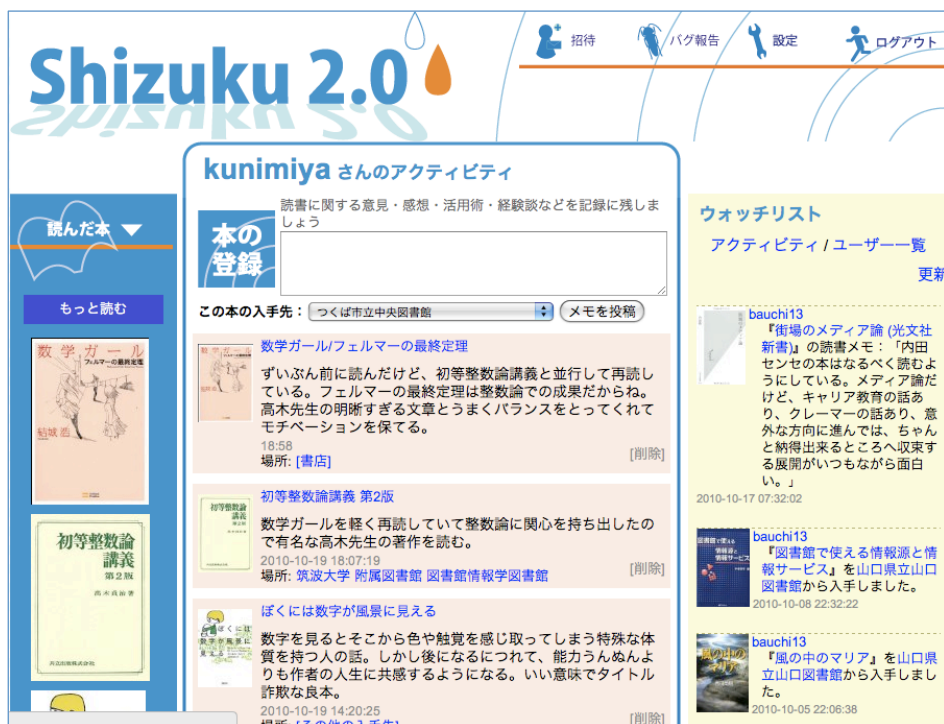 Shizuku 2.0
招待
バグ報告
設定
ログアウト
kunimiya さんのアクティビティ
読んだ本 ▼
もっと読む
数学ガール
フェルマーの最終定理
結城浩
初等整数論
講義
第2版
高木貞治著
共立出版株式会社
本の
登録
読書に関する意見・感想・活用術・経験談などを記録に残しま
しょう
この本の入手先：
つくば市立中央図書館
メモを投稿
数学ガール/フェルマーの最終定理
ずいぶん前に読んだけど、初等整数論講義と並行して再読し
ている。フェルマーの最終定理は整数論での成果だからね。
高木先生の明晰すぎる文章とうまくバランスをとってくれて
モチベーションを保てる。
18:58
場所: [書店]
[削除]
初等整数論講義 第2版
数学ガールを軽く再読していて整数論に関心を持ち出したの
で有名な高木先生の著作を読む。
2010-10-19 18:07:19
場所: 筑波大学 附属図書館 図書館情報学図書館
[削除]
ぼくには数字が風景に見える
数字を見るとそこから色や触覚を感じ取ってしまう特殊な体
質を持つ人の話。しかし後になるにつれて、能力うんぬんよ
りも作者の人生に共感するようになる。いい意味でタイトル
詐欺な良本。
2010-10-19 14:20:25
場所: [その他の入手先]
[削除]
ウォッチリスト
アクティビティ / ユーザー一覧
更新
bauchi13
『街場のメディア論 (光文社
新書)』の読書メモ：「内田
センセの本はなるべく読むよ
うにしている。メディア論だ
けど、キャリア教育の話あ
り、クレーマーの話あり、意
外な方向に進んでは、ちゃん
と納得出来るところへ収束す
る展開がいつもながら面白
い。」
2010-10-17 07:32:02
bauchi13
『図書館で使える情報源と情
報サービス』を山口県立山口
図書館から入手しました。
2010-10-08 22:32:22
bauchi13
『風の中のマリア』を山口県
立山口図書館から入手しまし
た。
2010-10-05 22:06:38